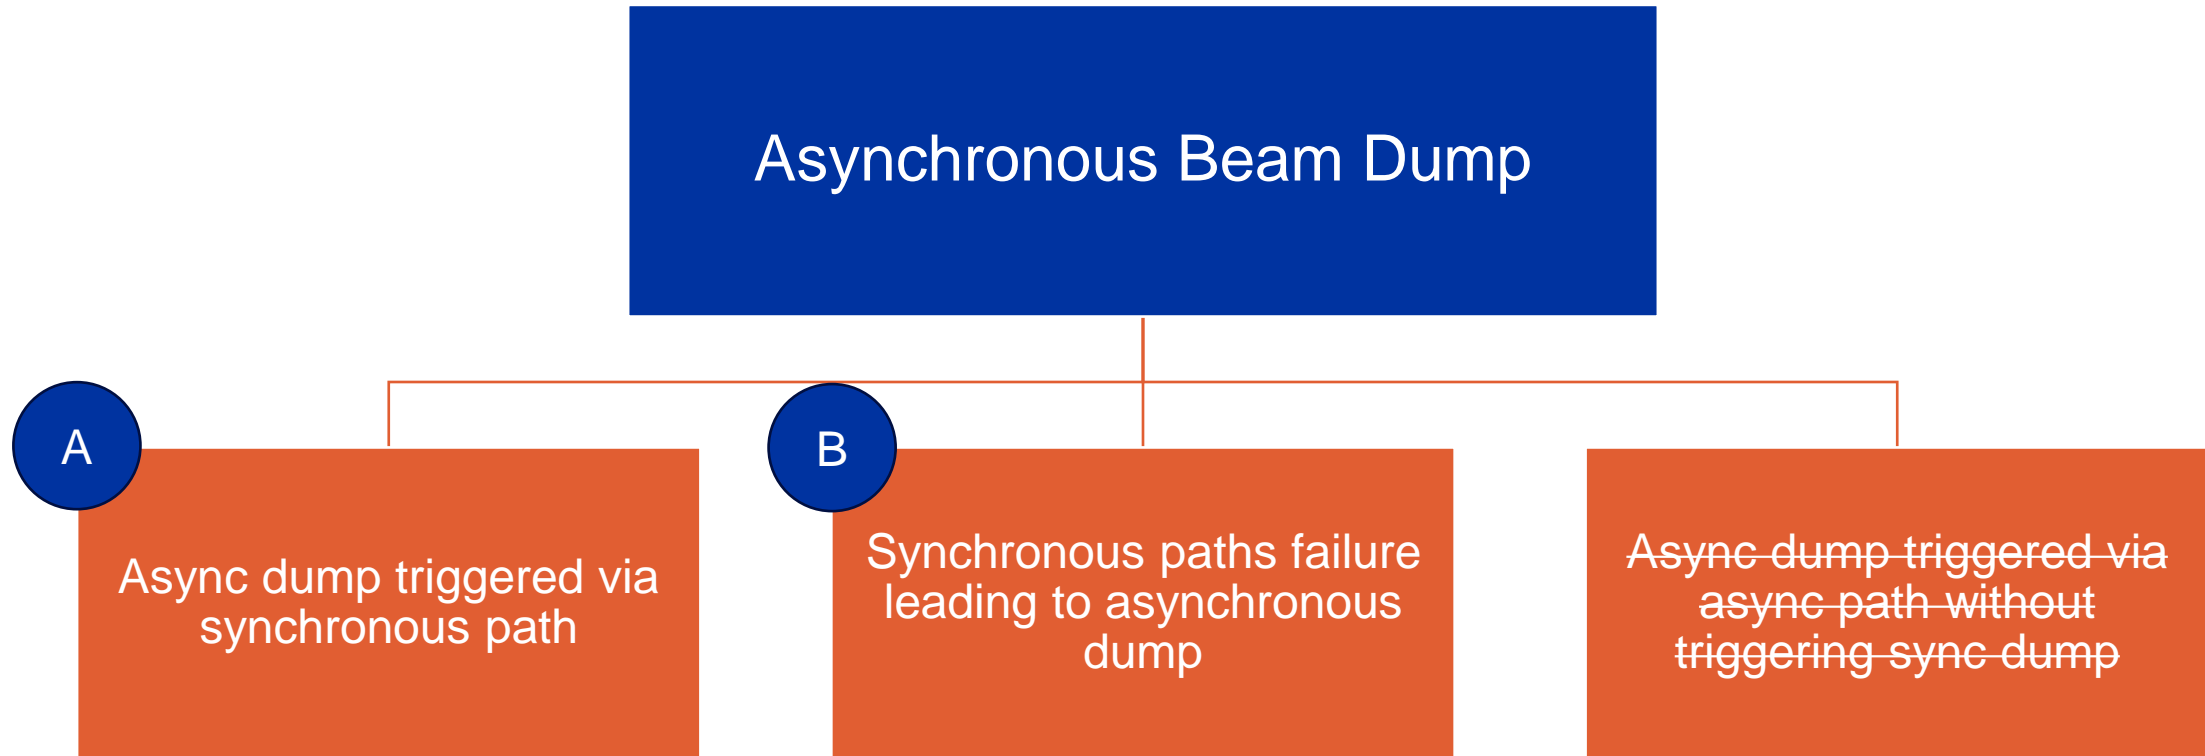 Asynchronous Beam Dump
A
B
Async dump triggered via
synchronous path
Synchronous paths failure
leading to asynchronous
dump
Async dump triggered via
async path without
triggering sync dump